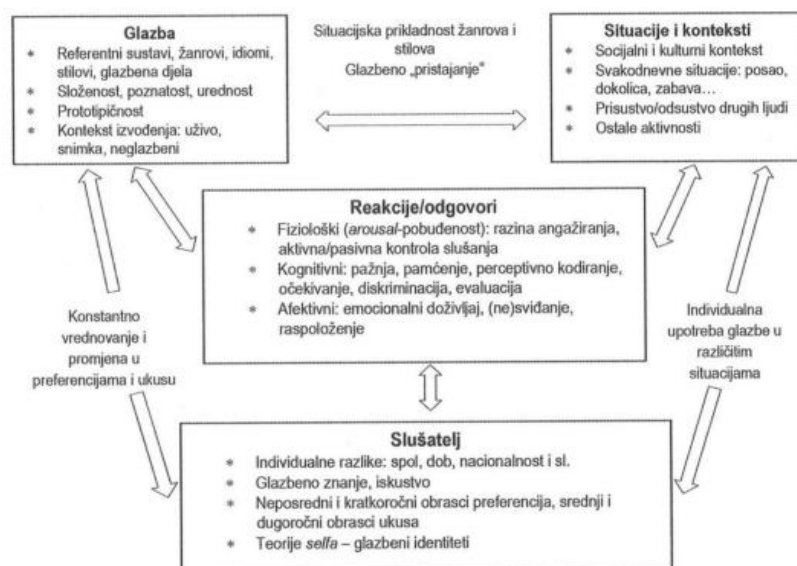 Glazba
* Referentni sustavi, žanrovi, idiomi,
stilovi, glazbena djela
* Složenost, poznatost, urednost
* Prototipičnost
* Kontekst izvođenja: uživo,
snimka, neglazbeni
Situacijska prikladnost žanrova i
stilova
Glazbeno „pristajanje“
Situacije i konteksti
* Socijalni i kulturni kontekst
* Svakodnevne situacije: posao,
dokolica, zabava…
* Prisustvo/odsustvo drugih ljudi
* Ostale aktivnosti
Reakcije/odgovori
* Fiziološki (arousal-pobuđenost): razina angažiranja,
aktivna/pasivna kontrola slušanja
* Kognitivni: pažnja, pamćenje, perceptivno kodiranje,
očekivanje, diskriminacija, evaluacija
* Afektivni: emocionalni doživljaj, (ne)sviđanje,
raspoloženje
Konstantno
vrednovanje i
promjena u
preferencijama i ukusu
Individualna
upotreba glazbe u
različitim
situacijama
Slušatelj
* Individualne razlike: spol, dob, nacionalnost i sl.
* Glazbeno znanje, iskustvo
* Neposredni i kratkoročni obrasci preferencija, srednji i
dugoročni obrasci ukusa
* Teorije selfa – glazbeni identiteti